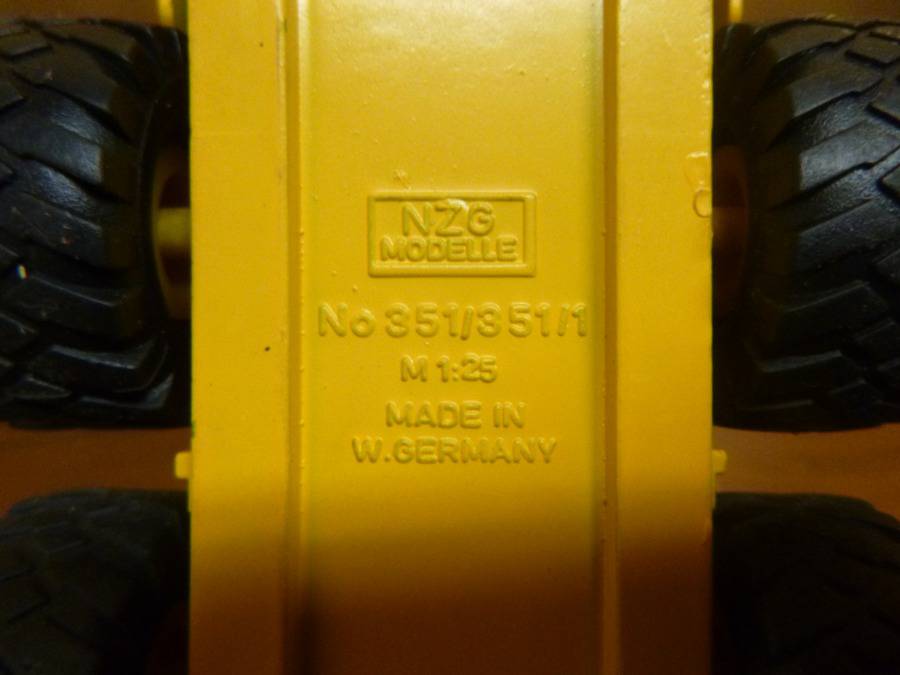 NZG
MODELLE
No 351/351/1
M 1:25
MADE IN
W.GERMANY